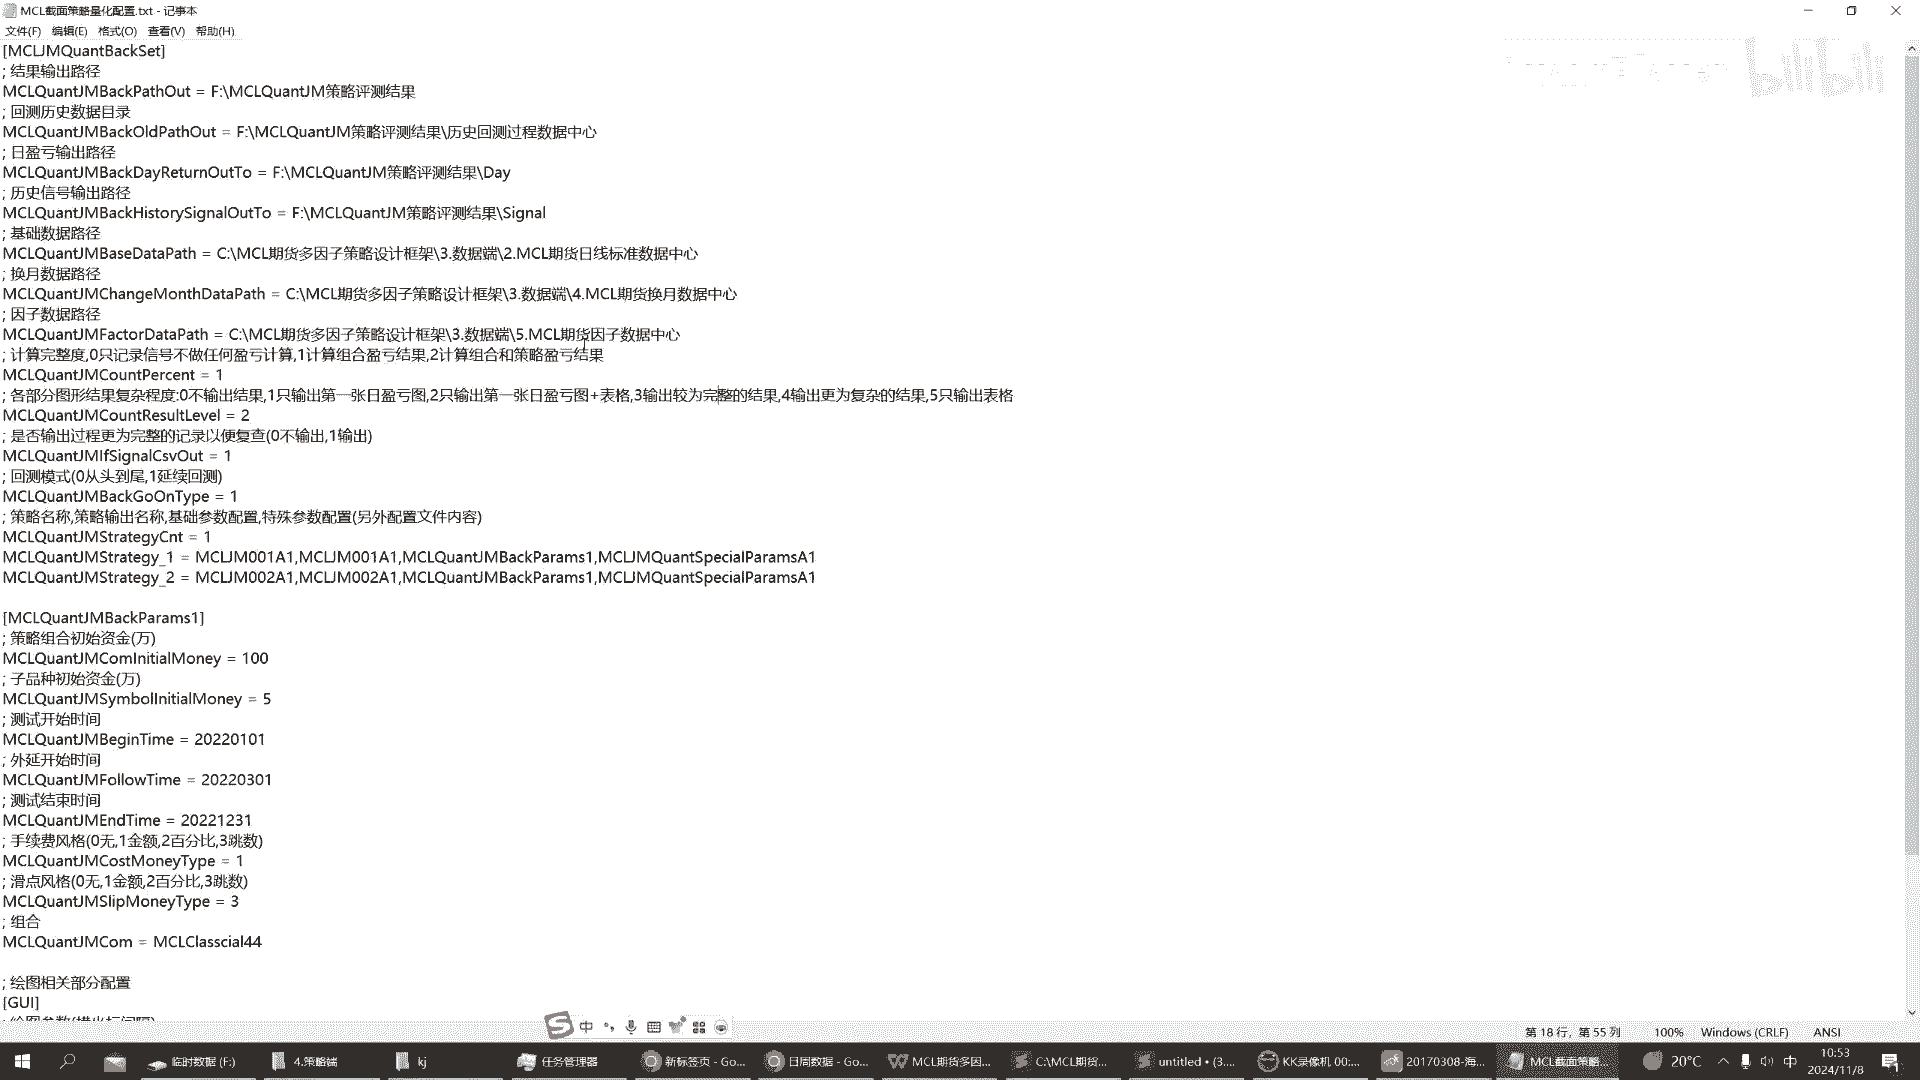 MCL截面策略量化配置.txt - 记事本
文件(F) 编辑(E) 格式(O) 查看(V) 帮助(H)
bilibili
[MCLJMQuantBackSet]
; 结果输出路径
MCLQuantJMBackPathOut = F:\MCLQuantJM策略评测结果
; 回测历史数据目录
MCLQuantJMBackOldPathOut = F:\MCLQuantJM策略评测结果\历史回测过程数据中心
; 日盈亏输出路径
MCLQuantJMBackDayReturnOutTo = F:\MCLQuantJM策略评测结果\Day
; 历史信号输出路径
MCLQuantJMBackHistorySignalOutTo = F:\MCLQuantJM策略评测结果\Signal
; 基础数据路径
MCLQuantJMBaseDataPath = C:\MCL期货多因子策略设计框架\3.数据端\2.MCL期货日线标准数据中心
; 换月数据路径
MCLQuantJMChangeMonthDataPath = C:\MCL期货多因子策略设计框架\3.数据端\4.MCL期货换月数据中心
; 因子数据路径
MCLQuantJMFactorDataPath = C:\MCL期货多因子策略设计框架\3.数据端\5.MCL期货因子数据中心
; 计算完整度,0只记录信号不做任何盈亏计算,1计算组合盈亏结果,2计算组合和策略盈亏结果
MCLQuantJMCountPercent = 1
; 各部分图形结果复杂程度:0不输出结果,1只输出第一张日盈亏图,2只输出第一张日盈亏图+表格,3输出较为完整的结果,4输出更为复杂的结果,5只输出表格
MCLQuantJMCountResultLevel = 2
; 是否输出过程更为完整的记录以便复查(0不输出,1输出)
MCLQuantJMIfSignalCsvOut = 1
; 回测模式(0从头到尾,1延续回测)
MCLQuantJMBackGoOnType = 1
; 策略名称,策略输出名称,基础参数配置,特殊参数配置(另外配置文件内容)
MCLQuantJMStrategyCnt = 1
MCLQuantJMStrategy_1 = MCLJM001A1,MCLJM001A1,MCLQuantJMBackParams1,MCLJMQuantSpecialParamsA1
MCLQuantJMStrategy_2 = MCLJM002A1,MCLJM002A1,MCLQuantJMBackParams1,MCLJMQuantSpecialParamsA1
[MCLQuantJMBackParams1]
; 策略组合初始资金(万)
MCLQuantJMComInitialMoney = 100
; 子品种初始资金(万)
MCLQuantJMSymbolInitialMoney = 5
; 测试开始时间
MCLQuantJMBeginTime = 20220101
; 外延开始时间
MCLQuantJMFollowTime = 20220301
; 测试结束时间
MCLQuantJMEndTime = 20221231
; 手续费风格(0无,1金额,2百分比,3跳数)
MCLQuantJMCostMoneyType = 1
; 滑点风格(0无,1金额,2百分比,3跳数)
MCLQuantJMSlipMoneyType = 3
; 组合
MCLQuantJMCom = MCLClasscial44
; 绘图相关部分配置
[GUI]
中
第 18 行，第 55 列 100% Windows (CRLF) ANSI
临时数据 (F:) 4.策略端 kj 任务管理器 新标签页 - Go... 日周数据 - Go... MCL期货多因... C:\MCL期货... untitled • (3.... KK录像机 00:... 20170308-海... MCL截面策略... 20°C 中 10:53
2024/11/8